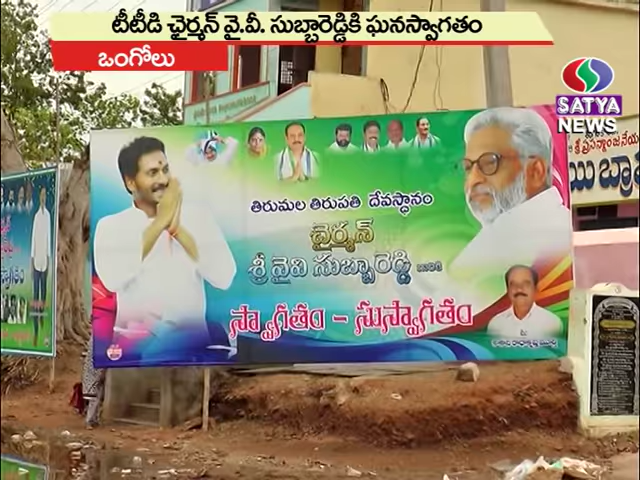 టీటీడి ఛైర్మన్ వై.వీ. సుబ్బారెడ్డికి ఘనస్వాగతం
ఒంగోలు
SATYA
NEWS
తిరుమల తిరుపతి దేవస్థానం
ఛైర్మన్
శ్రీ వైవి సుబ్బారెడ్డి గారికి
స్వాగతం - సుస్వాగతం